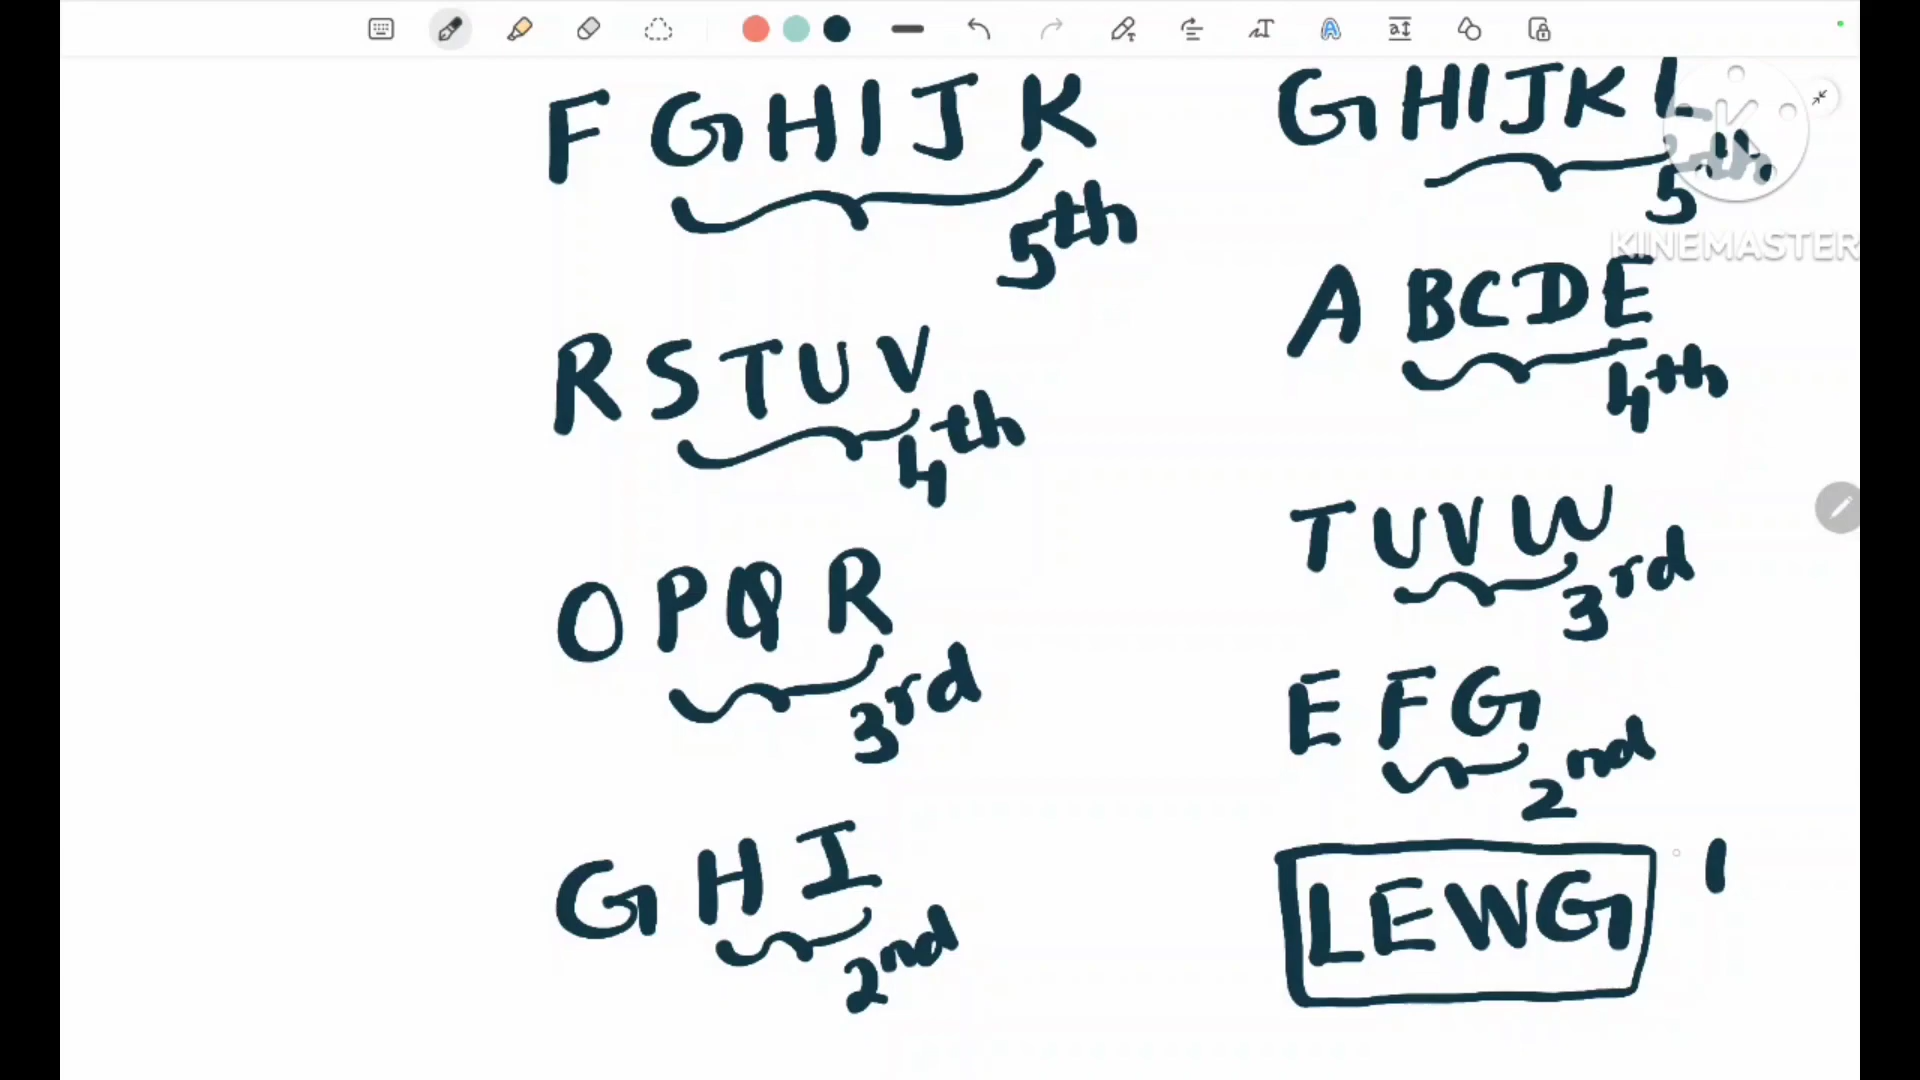 F G H I J K
5th
R S T U V
4th
O P Q R
3rd
G H I
2nd
G H I J K L
5th
KINEMASTER
A B C D E
4th
T U V W
3rd
E F G
2nd
LEWG
1